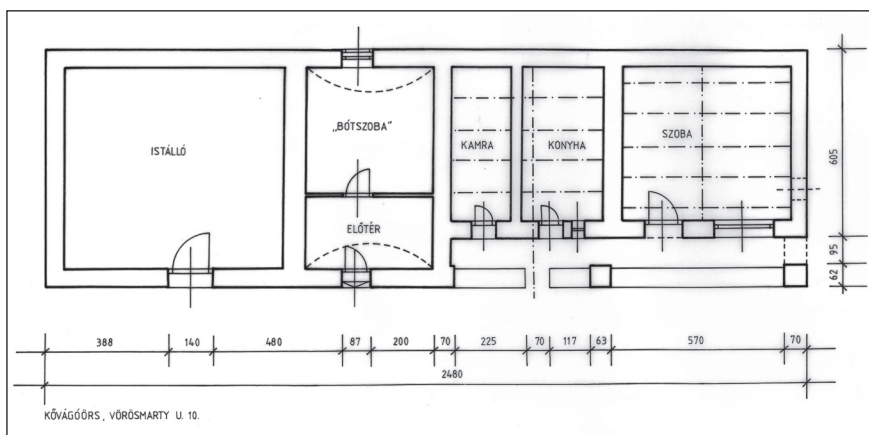 ISTÁLLÓ
„BÓTSZOBA"
KAMRA
KONYHA
SZOBA
ELŐTÉR
605
95
62
388 140 480 87 200 70 225 70 117 63 570 70
2480
KŐVÁGÓÖRS, VÖRÖSMARTY U. 10.